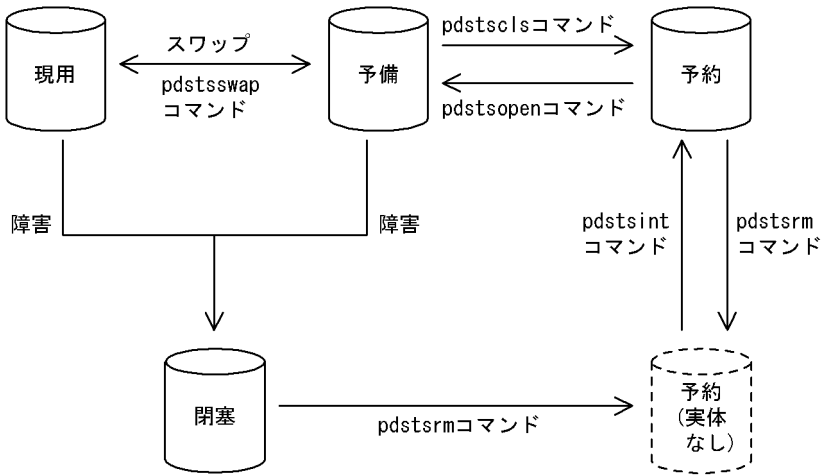 現用
スワップ
pdstsswap
コマンド
予備
pdstsclsコマンド
pdstsopenコマンド
予約
障害
障害
pdstsint
コマンド
pdstsrm
コマンド
閉塞
pdstsrmコマンド
予約
(実体
なし)